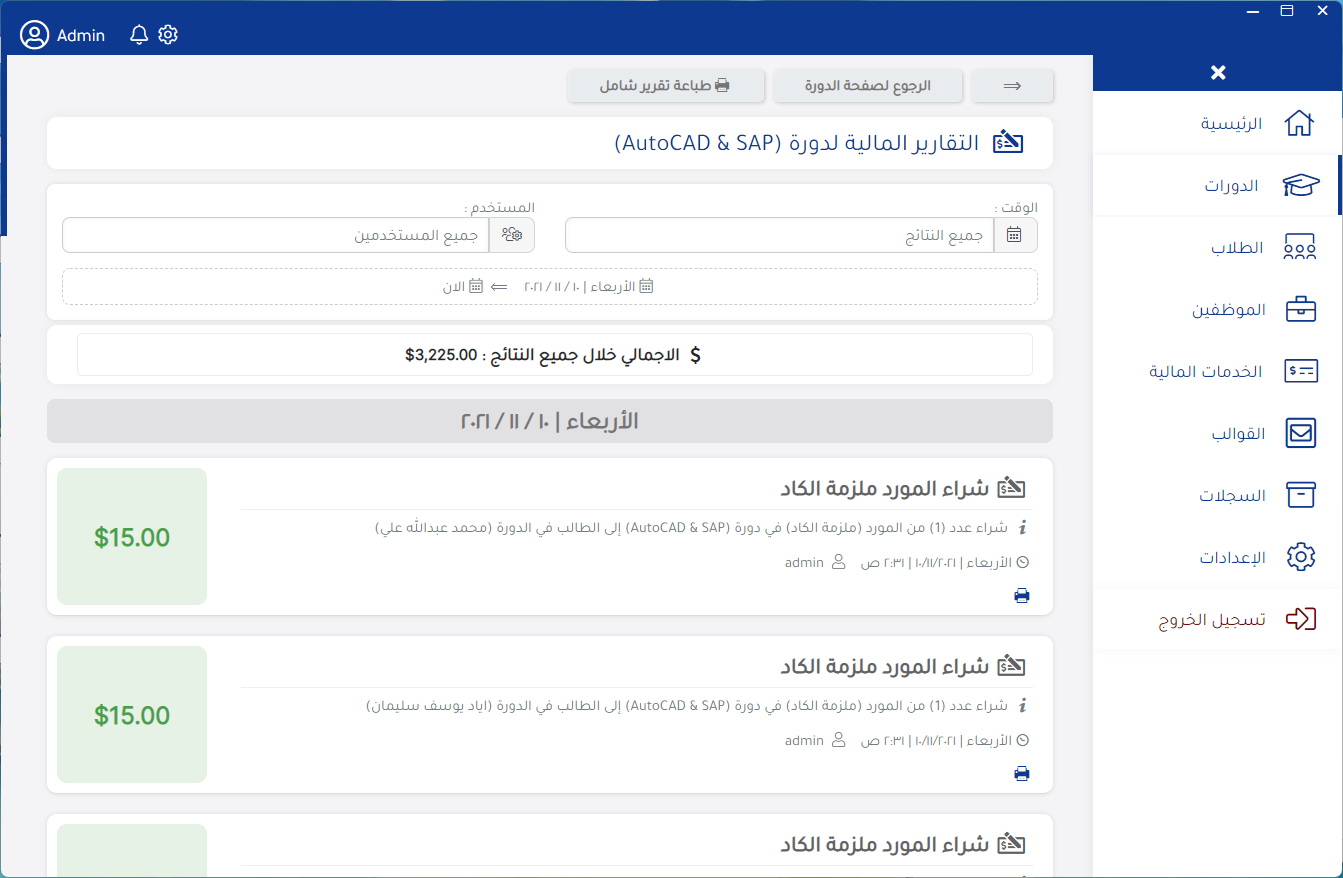 Admin
الرجوع لصفحة الدورة
طباعة تقرير شامل
التقارير المالية لدورة (AutoCAD & SAP)
الوقت :
جميع النتائج
المستخدم :
جميع المستخدمين
الأربعاء | ١٠ / ١١ / ٢٠٢١ ⇐ الان
$ الاجمالي خلال جميع النتائج : $3,225.00
الأربعاء | ١٠ / ١١ / ٢٠٢١
شراء المورد ملزمة الكاد
شراء عدد (1) من المورد (ملزمة الكاد) في دورة (AutoCAD & SAP) إلى الطالب في الدورة (محمد عبدالله علي)
الأربعاء | ١٠/١١/٢٠٢١ | ٢:٣١ ص admin
$15.00
شراء المورد ملزمة الكاد
شراء عدد (1) من المورد (ملزمة الكاد) في دورة (AutoCAD & SAP) إلى الطالب في الدورة (اياد يوسف سليمان)
الأربعاء | ١٠/١١/٢٠٢١ | ٢:٣١ ص admin
$15.00
شراء المورد ملزمة الكاد
الرئيسية
الدورات
الطلاب
الموظفين
الخدمات المالية
القوالب
السجلات
الإعدادات
تسجيل الخروج